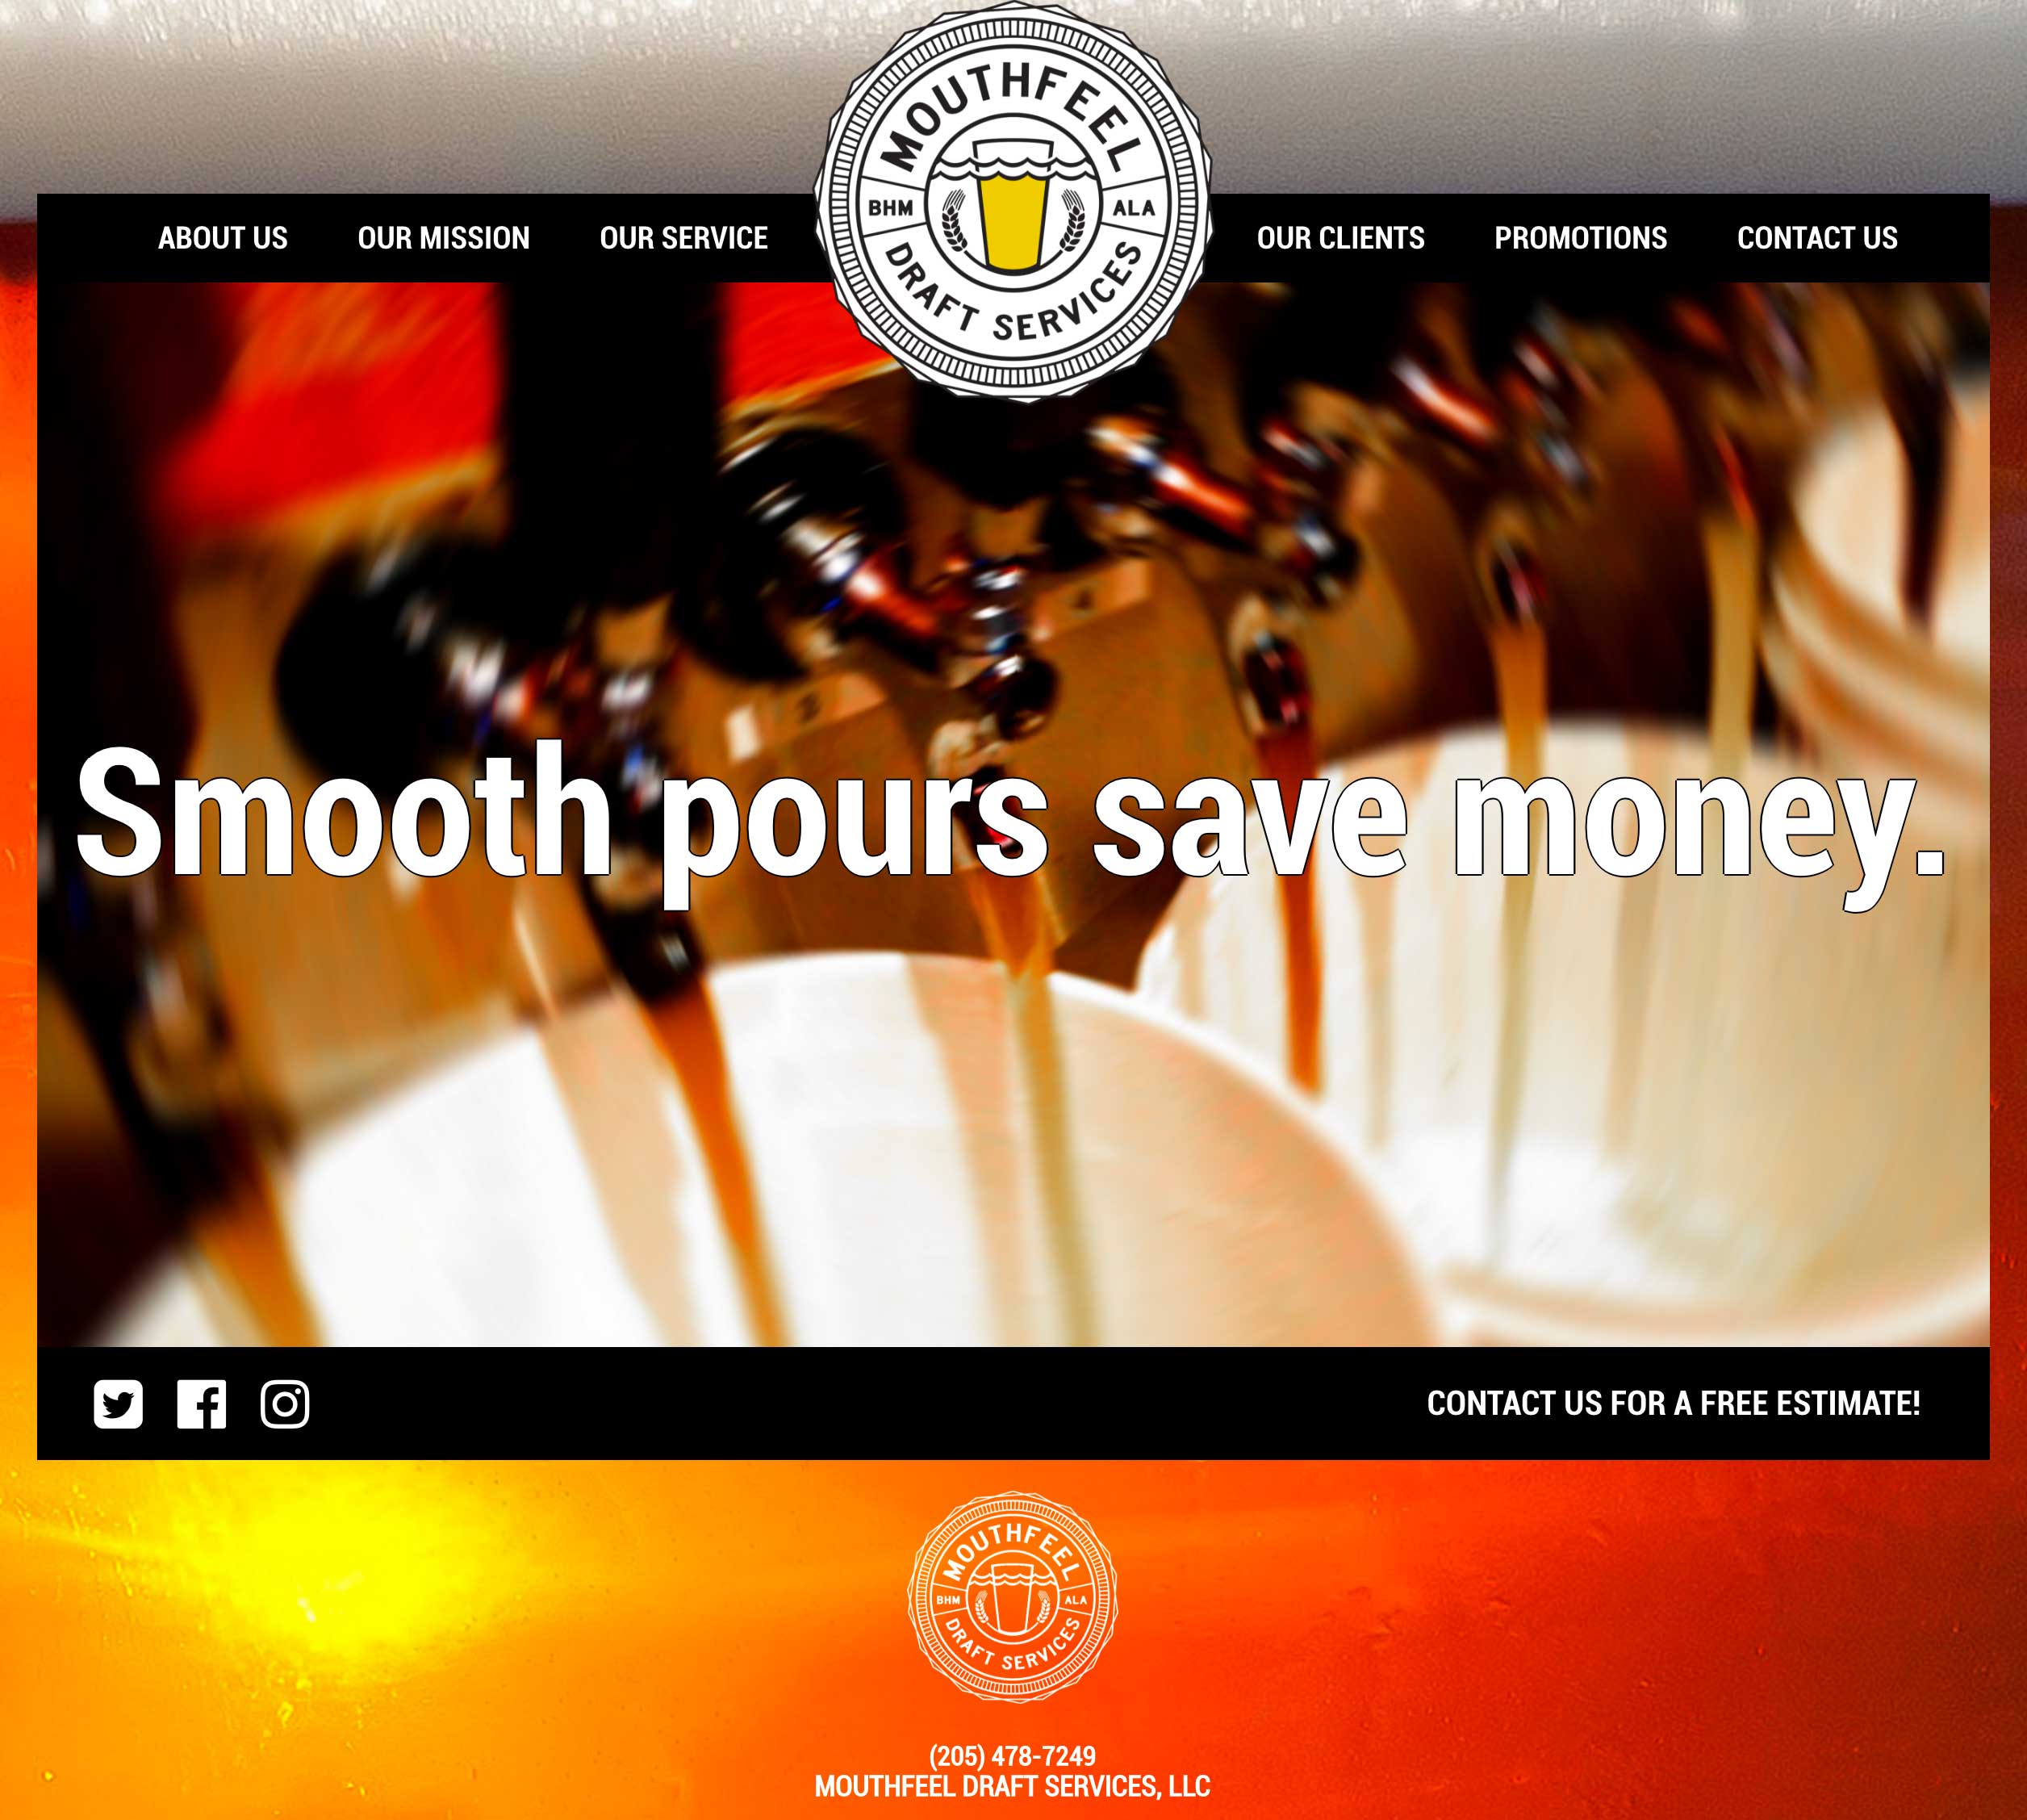 MOUTHFEEL
BHM
ALA
DRAFT SERVICES
ABOUT US
OUR MISSION
OUR SERVICE
OUR CLIENTS
PROMOTIONS
CONTACT US
Smooth pours save money.
CONTACT US FOR A FREE ESTIMATE!
MOUTHFEEL
BHM
ALA
DRAFT SERVICES
(205) 478-7249
MOUTHFEEL DRAFT SERVICES, LLC